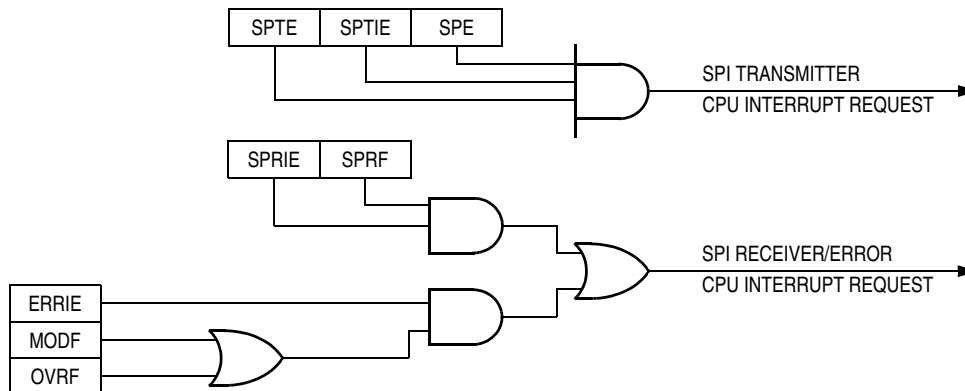 SPTE SPTIE SPE
SPI TRANSMITTER
CPU INTERRUPT REQUEST
SPRIE SPRF
SPI RECEIVER/ERROR
CPU INTERRUPT REQUEST
ERRIE
MODF
OVRF